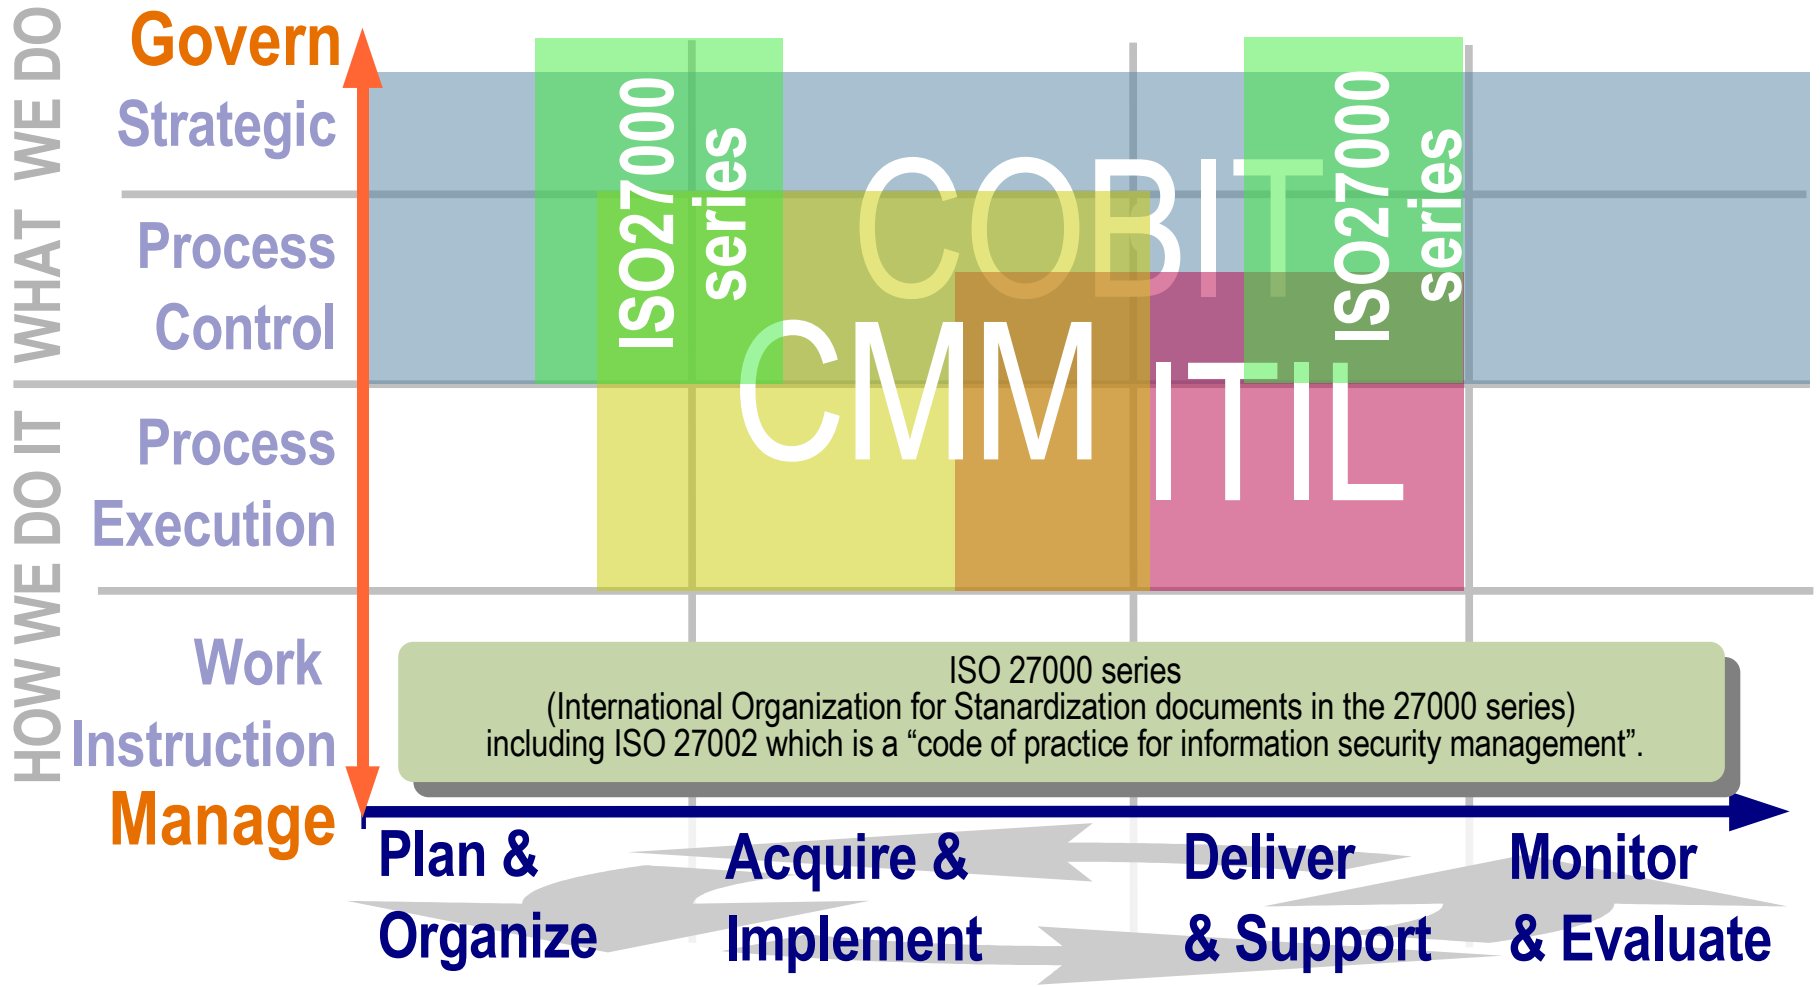 WHAT WE DO
HOW WE DO IT
Govern
Strategic
Process
Control
Process
Execution
Work
Instruction
Manage
ISO27000
series
COBIT
ISO27000
series
CMM
ITIL
ISO 27000 series
(International Organization for Stanardization documents in the 27000 series)
including ISO 27002 which is a “code of practice for information security management”.
Plan &
Organize
Acquire &
Implement
Deliver
& Support
Monitor
& Evaluate